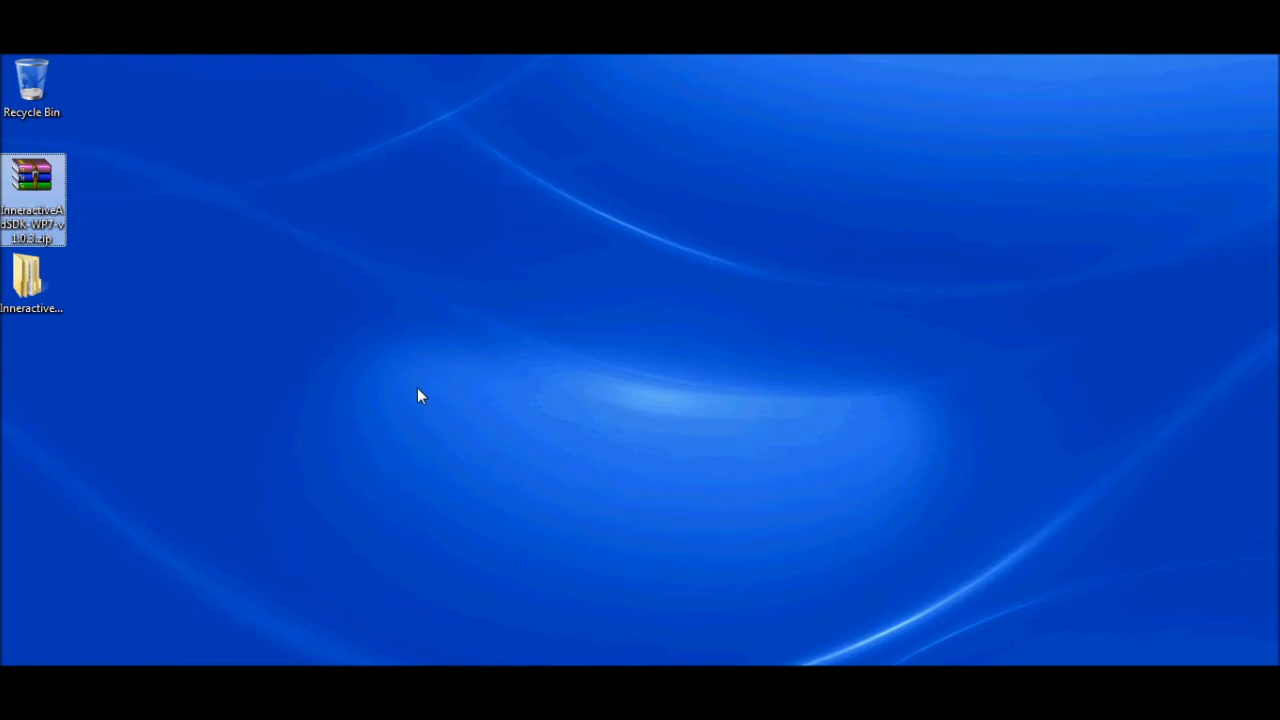 Recycle Bin
InneractiveA
dSDK-WP7-v
1.0.3.zip
Inneractive...